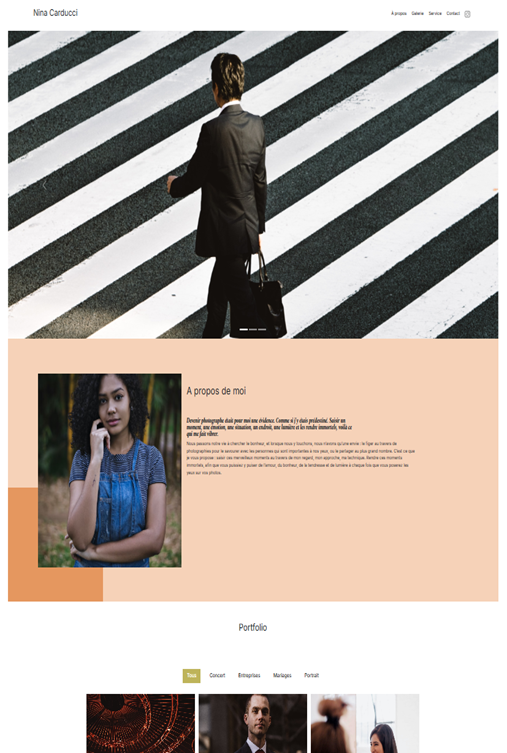 Nina Carducci
À propos Galerie Service Contact
A propos de moi
Devenir photographe était pour moi une évidence. Comme si j'y étais prédestiné. Saisir un
moment, une émotion, une situation, un endroit, une lumière et les rendre immortels, voilà ce
qui me fait vibrer.
Nous passons notre vie à chercher le bonheur, et lorsque nous y touchons, nous n'avons qu'une envie : le figer au travers de
photographies pour le savourer avec les personnes qui sont importantes à nos yeux, ou le partager au plus grand nombre. C'est ce que
je vous propose : saisir ces merveilleux moments au travers de mon regard, mon approche, ma technique. Rendre ces moments
immortels, afin que vous puissiez y puiser de l'amour, du bonheur, de la tendresse et de la lumière à chaque fois que vous poserez les
yeux sur vos photos.
Portfolio
Tous Concert Entreprises Mariages Portrait